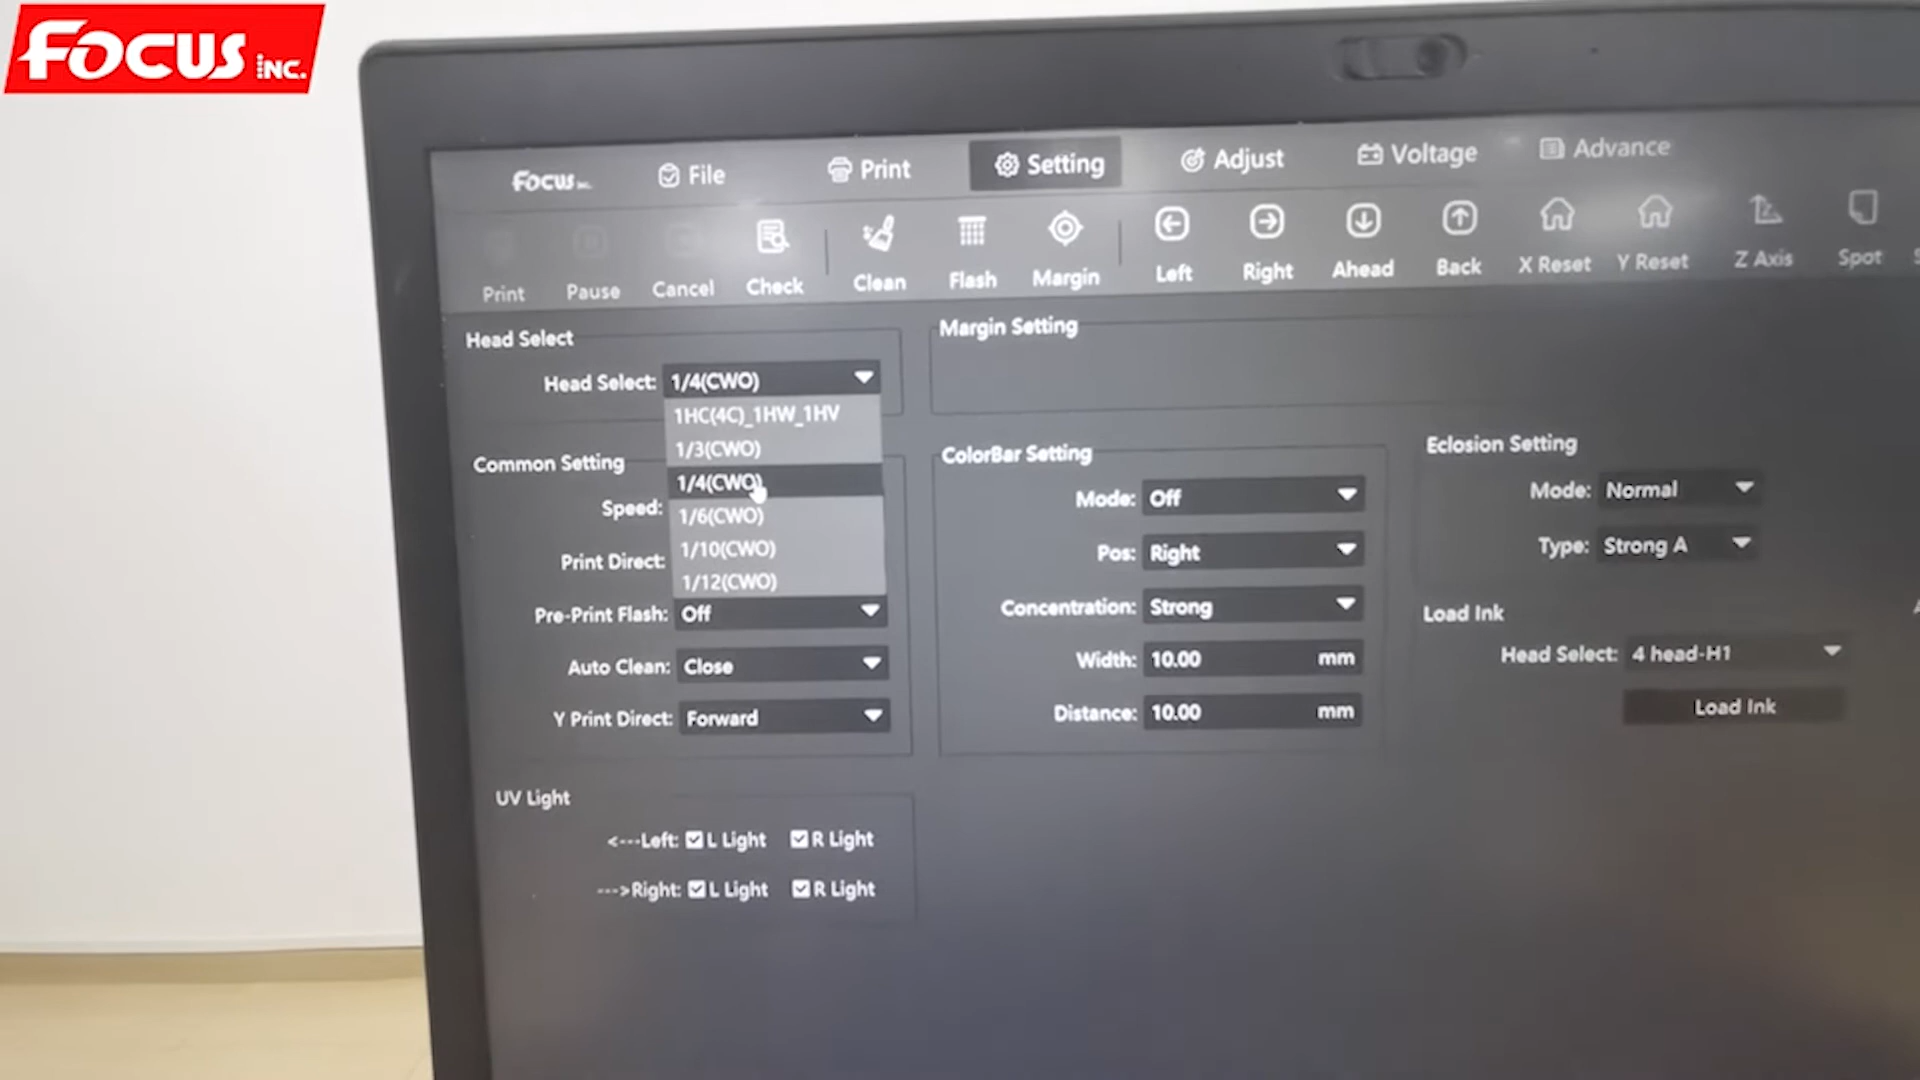 FOCUS INC.
FOCUS INC. File Print Setting Adjust Voltage Advance
Print Pause Cancel Check Clean Flash Margin Left Right Ahead Back X Reset Y Reset Z Axis Spot
Head Select
Head Select: 1/4(CWO)
1HC(4C)_1HW_1HV
1/3(CWO)
1/4(CWO)
1/6(CWO)
1/10(CWO)
1/12(CWO)
Margin Setting
Common Setting
Speed:
Print Direct:
Pre-Print Flash: Off
Auto Clean: Close
Y Print Direct: Forward
ColorBar Setting
Mode: Off
Pos: Right
Concentration: Strong
Width: 10.00 mm
Distance: 10.00 mm
Eclosion Setting
Mode: Normal
Type: Strong A
Load Ink
Head Select: 4 head-H1
Load Ink
UV Light
<---Left: L Light R Light
--->Right: L Light R Light